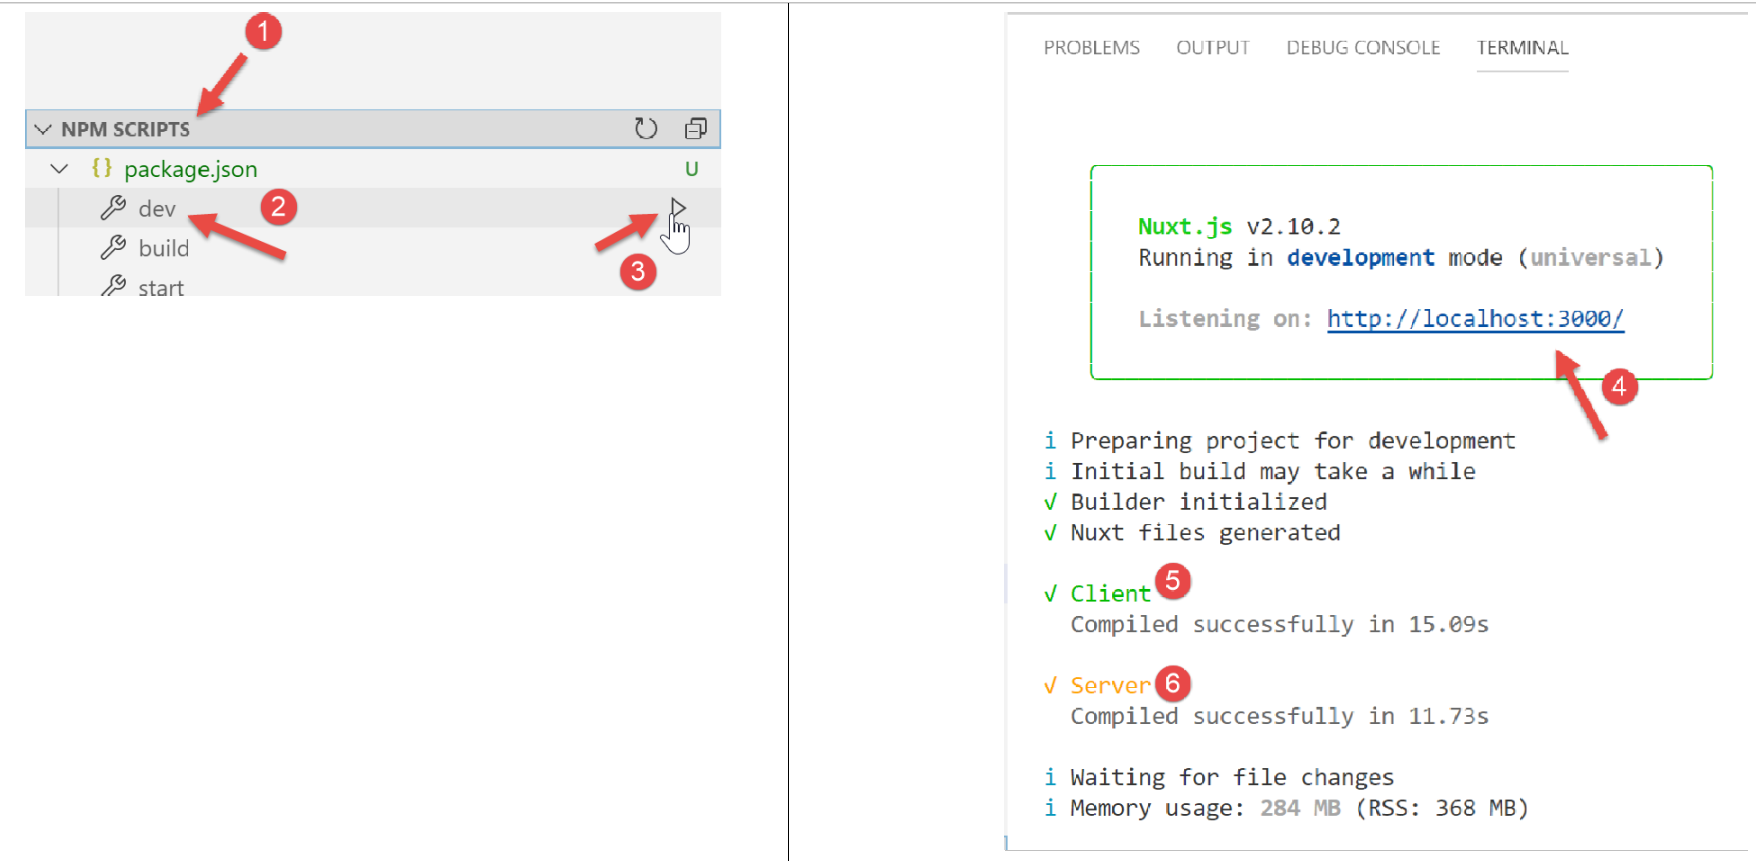 1
NPM SCRIPTS
{} package.json U
dev 2
build
3
start
PROBLEMS OUTPUT DEBUG CONSOLE TERMINAL
Nuxt.js v2.10.2
Running in development mode (universal)
Listening on: http://localhost:3000/
4
i Preparing project for development
i Initial build may take a while
√ Builder initialized
√ Nuxt files generated
√ Client 5
Compiled successfully in 15.09s
√ Server 6
Compiled successfully in 11.73s
i Waiting for file changes
i Memory usage: 284 MB (RSS: 368 MB)